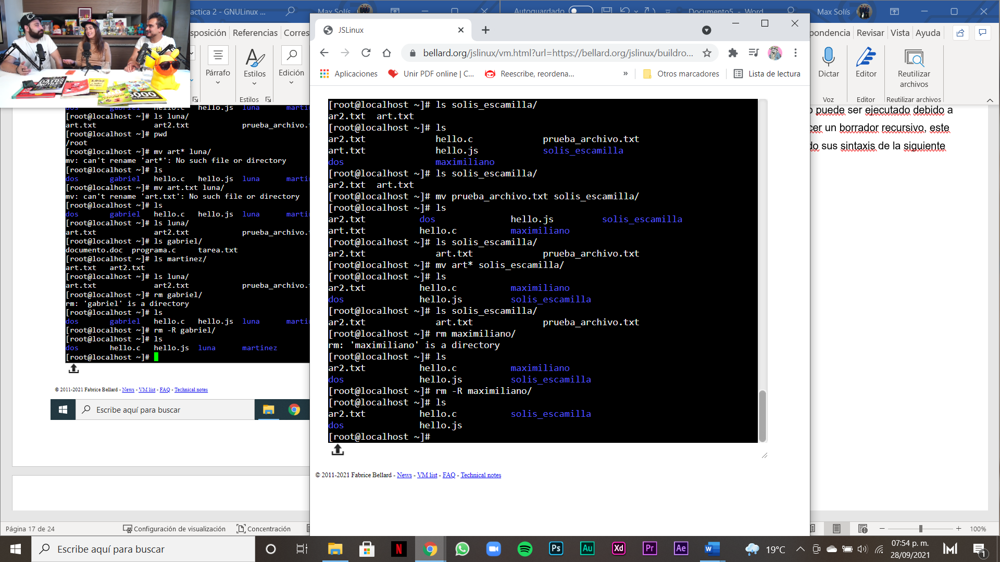 actica 2 - GNULinux ...
Max Solís
Autoguardado
Documento5 - Word
Max Solís
sposición
Referencias
Corres
Párrafo
Estilos
Edición
Estilos
JSLinux
bellard.org/jslinux/vm.html?url=https://bellard.org/jslinux/buildro...
Aplicaciones
Unir PDF online | C...
Reescribe, reordena...
»
Otros marcadores
Lista de lectura
pondencia
Revisar
Vista
Ayuda
Dictar
Editor
Reutilizar
archivos
Voz
Editor
Reutilizar archivos
o puede ser ejecutado debido a
cer un borrador recursivo, este
do sus sintaxis de la siguiente
dos gabriel hello.c hello.js luna martin
[root@localhost ~]# ls luna/
art.txt art2.txt prueba_archivo.t
[root@localhost ~]# pwd
/root
[root@localhost ~]# mv art* luna/
mv: can't rename 'art*': No such file or directory
[root@localhost ~]# ls
dos gabriel hello.c hello.js luna martin
[root@localhost ~]# mv art.txt luna/
mv: can't rename 'art.txt': No such file or directory
[root@localhost ~]# ls
dos gabriel hello.c hello.js luna martin
[root@localhost ~]# ls luna/
art.txt art2.txt prueba_archivo.t
[root@localhost ~]# ls gabriel/
documento.doc programa.c tarea.txt
[root@localhost ~]# ls martinez/
art.txt art2.txt
[root@localhost ~]# ls luna/
art.txt art2.txt prueba_archivo.t
[root@localhost ~]# rm gabriel/
rm: 'gabriel' is a directory
[root@localhost ~]# ls
dos gabriel hello.c hello.js luna martin
[root@localhost ~]# rm -R gabriel/
[root@localhost ~]# ls
dos hello.c hello.js luna martinez
[root@localhost ~]#
© 2011-2021 Fabrice Bellard - News - VM list - FAQ - Technical notes
Escribe aquí para buscar
[root@localhost ~]# ls solis_escamilla/
ar2.txt art.txt
[root@localhost ~]# ls
ar2.txt hello.c prueba_archivo.txt
art.txt hello.js solis_escamilla
dos maximiliano
[root@localhost ~]# ls solis_escamilla/
ar2.txt art.txt
[root@localhost ~]# mv prueba_archivo.txt solis_escamilla/
[root@localhost ~]# ls
ar2.txt dos hello.js solis_escamilla
art.txt hello.c maximiliano
[root@localhost ~]# ls solis_escamilla/
ar2.txt art.txt prueba_archivo.txt
[root@localhost ~]# mv art* solis_escamilla/
[root@localhost ~]# ls
ar2.txt hello.c maximiliano
dos hello.js solis_escamilla
[root@localhost ~]# ls solis_escamilla/
ar2.txt art.txt prueba_archivo.txt
[root@localhost ~]# rm maximiliano/
rm: 'maximiliano' is a directory
[root@localhost ~]# ls
ar2.txt hello.c maximiliano
dos hello.js solis_escamilla
[root@localhost ~]# rm -R maximiliano/
[root@localhost ~]# ls
ar2.txt hello.c solis_escamilla
dos hello.js
[root@localhost ~]#
© 2011-2021 Fabrice Bellard - News - VM list - FAQ - Technical notes
Página 17 de 24
Configuración de visualización
Concentración
100%
Escribe aquí para buscar
N
Ps
Au
Xd
Pr
Ae
W
19°C
07:54 p. m.
28/09/2021
1